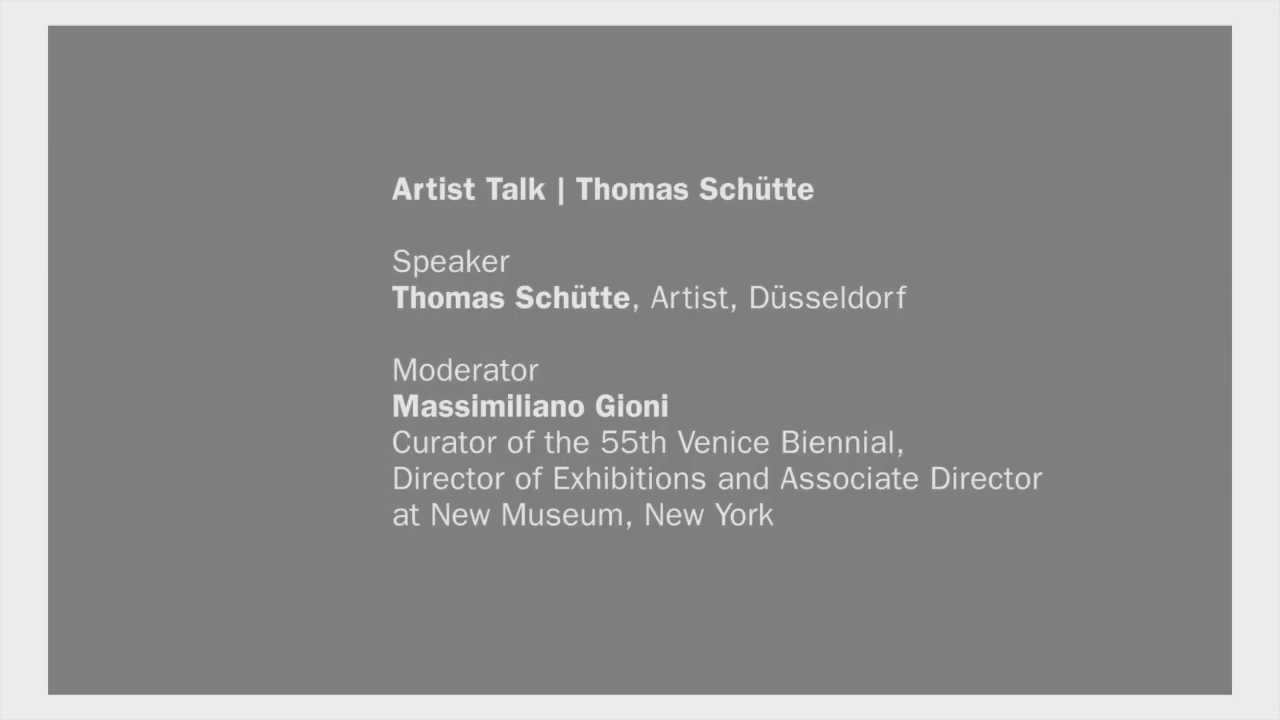 Artist Talk | Thomas Schütte
Speaker
Thomas Schütte, Artist, Düsseldorf
Moderator
Massimiliano Gioni
Curator of the 55th Venice Biennial,
Director of Exhibitions and Associate Director
at New Museum, New York